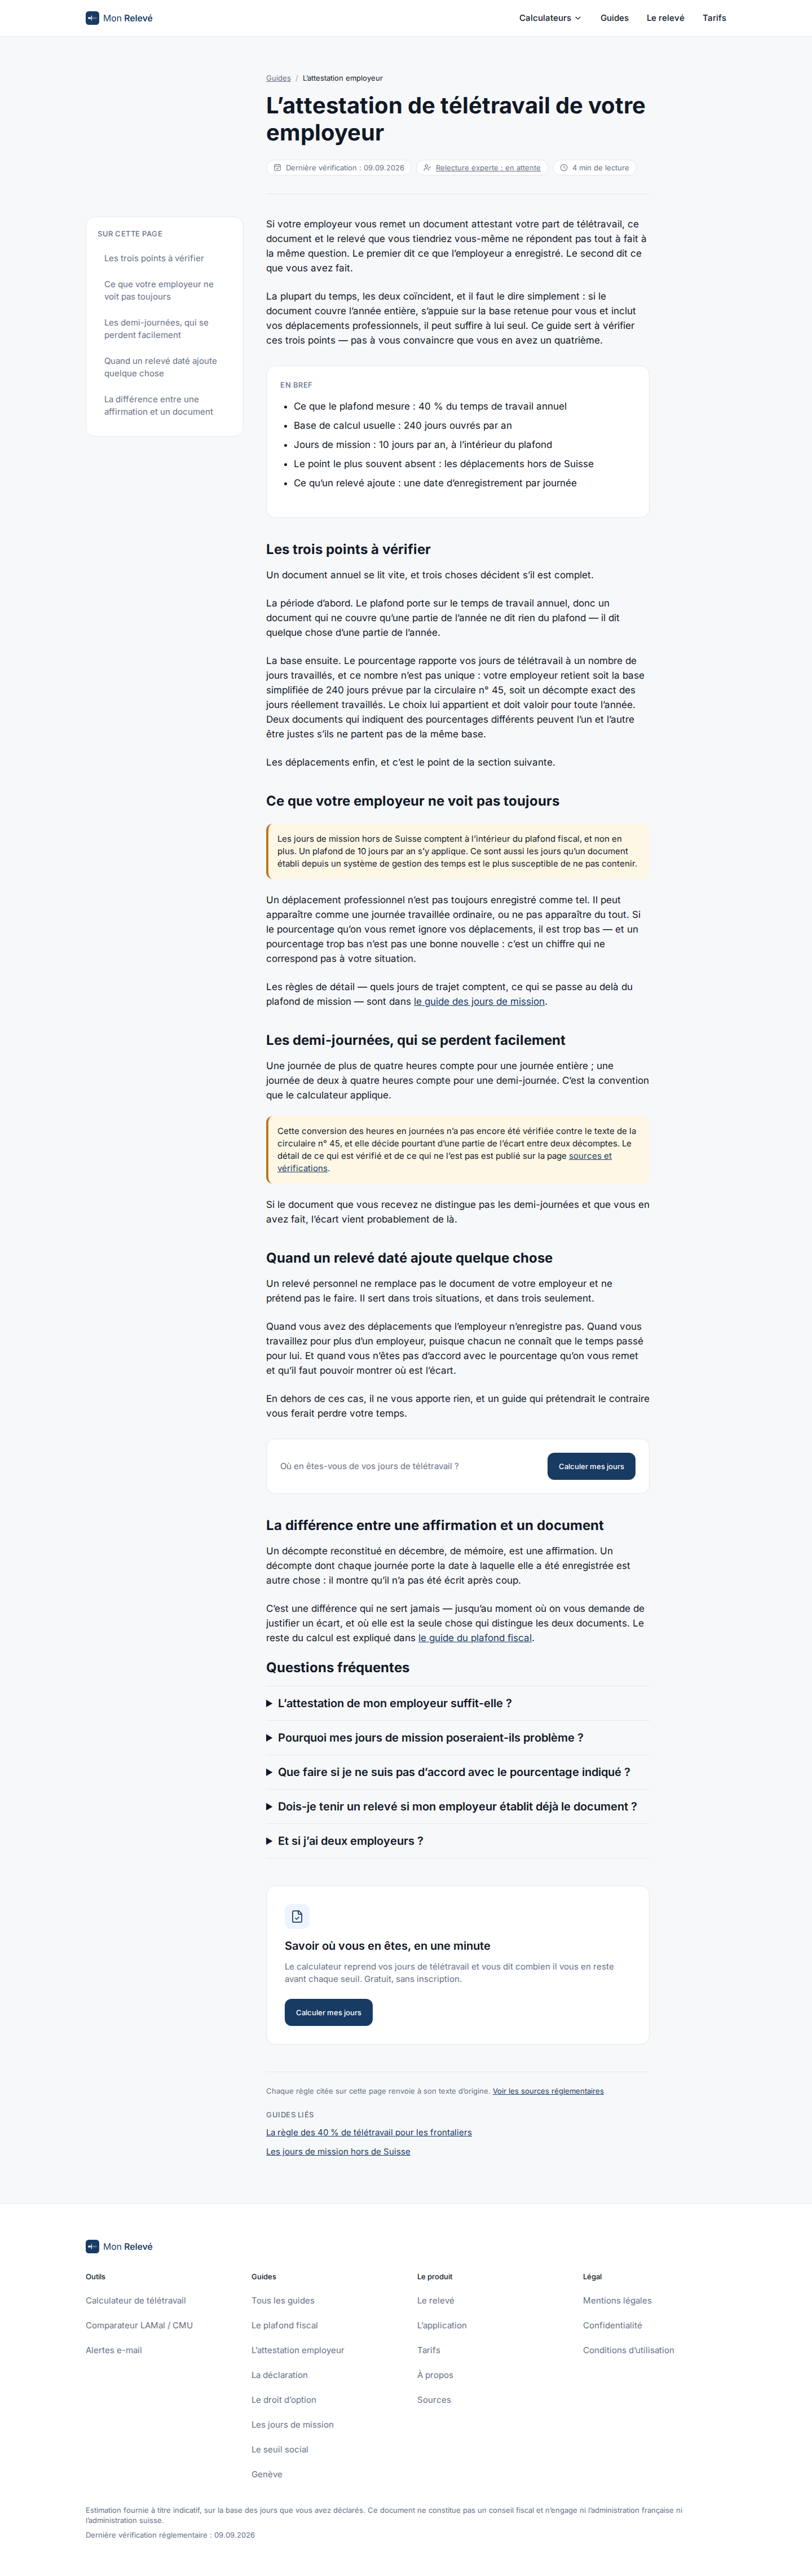 Mon Relevé
Calculateurs
Guides
Le relevé
Tarifs
Guides / L’attestation employeur
L’attestation de télétravail de votre
employeur
Dernière vérification : 09.09.2026
Relecture experte : en attente
4 min de lecture
SUR CETTE PAGE
Les trois points à vérifier
Ce que votre employeur ne
voit pas toujours
Les demi-journées, qui se
perdent facilement
Quand un relevé daté ajoute
quelque chose
La différence entre une
affirmation et un document
Si votre employeur vous remet un document attestant votre part de télétravail, ce
document et le relevé que vous tiendriez vous-même ne répondent pas tout à fait à
la même question. Le premier dit ce que l’employeur a enregistré. Le second dit ce
que vous avez fait.
La plupart du temps, les deux coïncident, et il faut le dire simplement : si le
document couvre l’année entière, s’appuie sur la base retenue pour vous et inclut
vos déplacements professionnels, il peut suffire à lui seul. Ce guide sert à vérifier
ces trois points — pas à vous convaincre que vous en avez un quatrième.
EN BREF
• Ce que le plafond mesure : 40 % du temps de travail annuel
• Base de calcul usuelle : 240 jours ouvrés par an
• Jours de mission : 10 jours par an, à l’intérieur du plafond
• Le point le plus souvent absent : les déplacements hors de Suisse
• Ce qu’un relevé ajoute : une date d’enregistrement par journée
Les trois points à vérifier
Un document annuel se lit vite, et trois choses décident s’il est complet.
La période d’abord. Le plafond porte sur le temps de travail annuel, donc un
document qui ne couvre qu’une partie de l’année ne dit rien du plafond — il dit
quelque chose d’une partie de l’année.
La base ensuite. Le pourcentage rapporte vos jours de télétravail à un nombre de
jours travaillés, et ce nombre n’est pas unique : votre employeur retient soit la base
simplifiée de 240 jours prévue par la circulaire n° 45, soit un décompte exact des
jours réellement travaillés. Le choix lui appartient et doit valoir pour toute l’année.
Deux documents qui indiquent des pourcentages différents peuvent l’un et l’autre
être justes s’ils ne partent pas de la même base.
Les déplacements enfin, et c’est le point de la section suivante.
Ce que votre employeur ne voit pas toujours
Les jours de mission hors de Suisse comptent à l’intérieur du plafond fiscal, et non en
plus. Un plafond de 10 jours par an s’y applique. Ce sont aussi les jours qu’un document
établi depuis un système de gestion des temps est le plus susceptible de ne pas contenir.
Un déplacement professionnel n’est pas toujours enregistré comme tel. Il peut
apparaître comme une journée travaillée ordinaire, ou ne pas apparaître du tout. Si
le pourcentage qu’on vous remet ignore vos déplacements, il est trop bas — et un
pourcentage trop bas n’est pas une bonne nouvelle : c’est un chiffre qui ne
correspond pas à votre situation.
Les règles de détail — quels jours de trajet comptent, ce qui se passe au delà du
plafond de mission — sont dans le guide des jours de mission.
Les demi-journées, qui se perdent facilement
Une journée de plus de quatre heures compte pour une journée entière ; une
journée de deux à quatre heures compte pour une demi-journée. C’est la convention
que le calculateur applique.
Cette conversion des heures en journées n’a pas encore été vérifiée contre le texte de la
circulaire n° 45, et elle décide pourtant d’une partie de l’écart entre deux décomptes. Le
détail de ce qui est vérifié et de ce qui ne l’est pas est publié sur la page sources et
vérifications.
Si le document que vous recevez ne distingue pas les demi-journées et que vous en
avez fait, l’écart vient probablement de là.
Quand un relevé daté ajoute quelque chose
Un relevé personnel ne remplace pas le document de votre employeur et ne
prétend pas le faire. Il sert dans trois situations, et dans trois seulement.
Quand vous avez des déplacements que l’employeur n’enregistre pas. Quand vous
travaillez pour plus d’un employeur, puisque chacun ne connaît que le temps passé
pour lui. Et quand vous n’êtes pas d’accord avec le pourcentage qu’on vous remet
et qu’il faut pouvoir montrer où est l’écart.
En dehors de ces cas, il ne vous apporte rien, et un guide qui prétendrait le contraire
vous ferait perdre votre temps.
Où en êtes-vous de vos jours de télétravail ?
Calculer mes jours
La différence entre une affirmation et un document
Un décompte reconstitué en décembre, de mémoire, est une affirmation. Un
décompte dont chaque journée porte la date à laquelle elle a été enregistrée est
autre chose : il montre qu’il n’a pas été écrit après coup.
C’est une différence qui ne sert jamais — jusqu’au moment où on vous demande de
justifier un écart, et où elle est la seule chose qui distingue les deux documents. Le
reste du calcul est expliqué dans le guide du plafond fiscal.
Questions fréquentes
L’attestation de mon employeur suffit-elle ?
Pourquoi mes jours de mission poseraient-ils problème ?
Que faire si je ne suis pas d’accord avec le pourcentage indiqué ?
Dois-je tenir un relevé si mon employeur établit déjà le document ?
Et si j’ai deux employeurs ?
Savoir où vous en êtes, en une minute
Le calculateur reprend vos jours de télétravail et vous dit combien il vous en reste
avant chaque seuil. Gratuit, sans inscription.
Calculer mes jours
Chaque règle citée sur cette page renvoie à son texte d’origine. Voir les sources réglementaires
GUIDES LIÉS
La règle des 40 % de télétravail pour les frontaliers
Les jours de mission hors de Suisse
Mon Relevé
Outils
Calculateur de télétravail
Comparateur LAMal / CMU
Alertes e-mail
Guides
Tous les guides
Le plafond fiscal
L’attestation employeur
La déclaration
Le droit d’option
Les jours de mission
Le seuil social
Genève
Le produit
Le relevé
L’application
Tarifs
À propos
Sources
Légal
Mentions légales
Confidentialité
Conditions d’utilisation
Estimation fournie à titre indicatif, sur la base des jours que vous avez déclarés. Ce document ne constitue pas un conseil fiscal et n’engage ni l’administration française ni
l’administration suisse.
Dernière vérification réglementaire : 09.09.2026